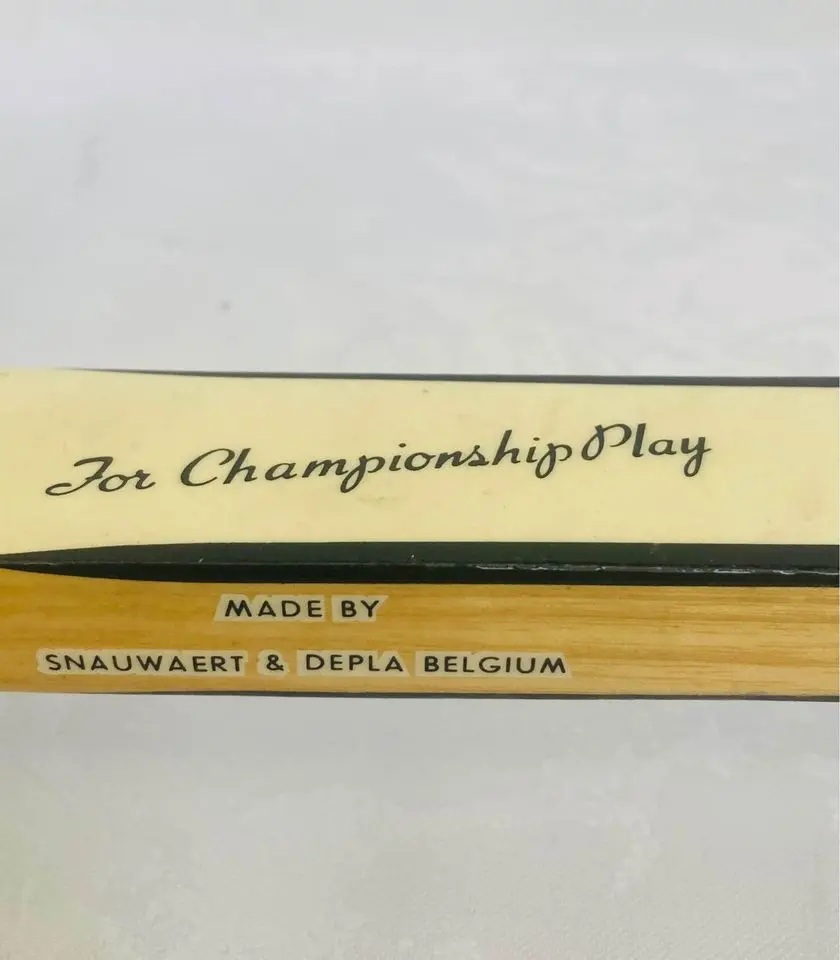 For Championship Play
MADE BY
SNAUWAERT & DEPLA BELGIUM